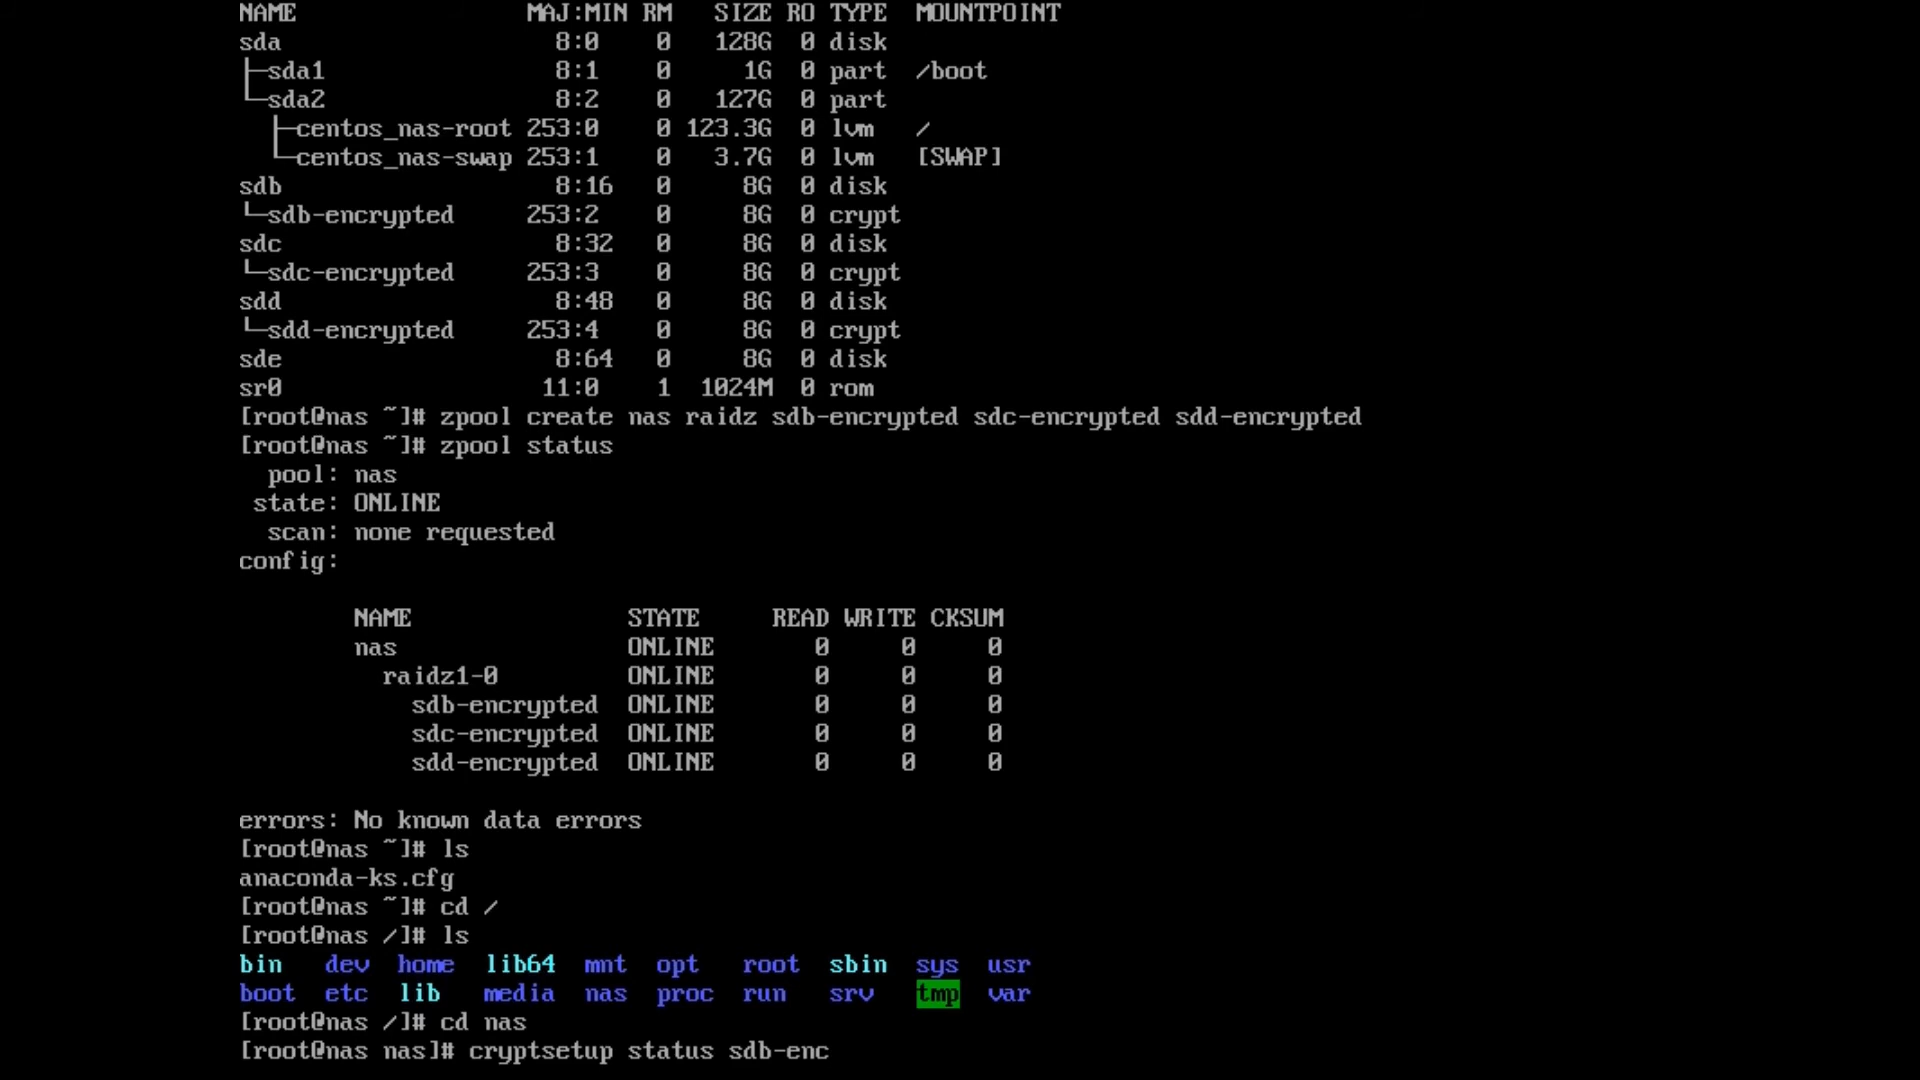 NAME                MAJ:MIN RM   SIZE RO TYPE  MOUNTPOINT
sda                   8:0    0   128G  0 disk
├─sda1                8:1    0     1G  0 part  /boot
└─sda2                8:2    0   127G  0 part
  ├─centos_nas-root 253:0    0 123.3G  0 lvm   /
  └─centos_nas-swap 253:1    0   3.7G  0 lvm   [SWAP]
sdb                   8:16   0     8G  0 disk
└─sdb-encrypted     253:2    0     8G  0 crypt
sdc                   8:32   0     8G  0 disk
└─sdc-encrypted     253:3    0     8G  0 crypt
sdd                   8:48   0     8G  0 disk
└─sdd-encrypted     253:4    0     8G  0 crypt
sde                   8:64   0     8G  0 disk
sr0                  11:0    1  1024M  0 rom
[root@nas ~]# zpool create nas raidz sdb-encrypted sdc-encrypted sdd-encrypted
[root@nas ~]# zpool status
  pool: nas
 state: ONLINE
  scan: none requested
config:

        NAME               STATE     READ WRITE CKSUM
        nas                ONLINE       0     0     0
          raidz1-0         ONLINE       0     0     0
            sdb-encrypted  ONLINE       0     0     0
            sdc-encrypted  ONLINE       0     0     0
            sdd-encrypted  ONLINE       0     0     0

errors: No known data errors
[root@nas ~]# ls
anaconda-ks.cfg
[root@nas ~]# cd /
[root@nas /]# ls
bin   dev  home  lib64  mnt  opt   root  sbin  sys  usr
boot  etc  lib   media  nas  proc  run   srv   tmp  var
[root@nas /]# cd nas
[root@nas nas]# cryptsetup status sdb-enc